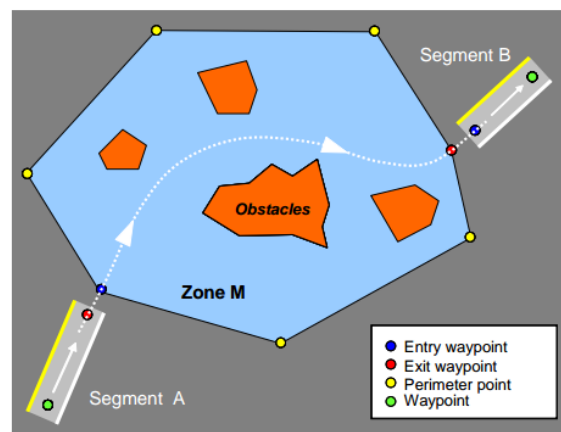 Segment B
Obstacles
Zone M
Segment A
Entry waypoint
Exit waypoint
Perimeter point
Waypoint